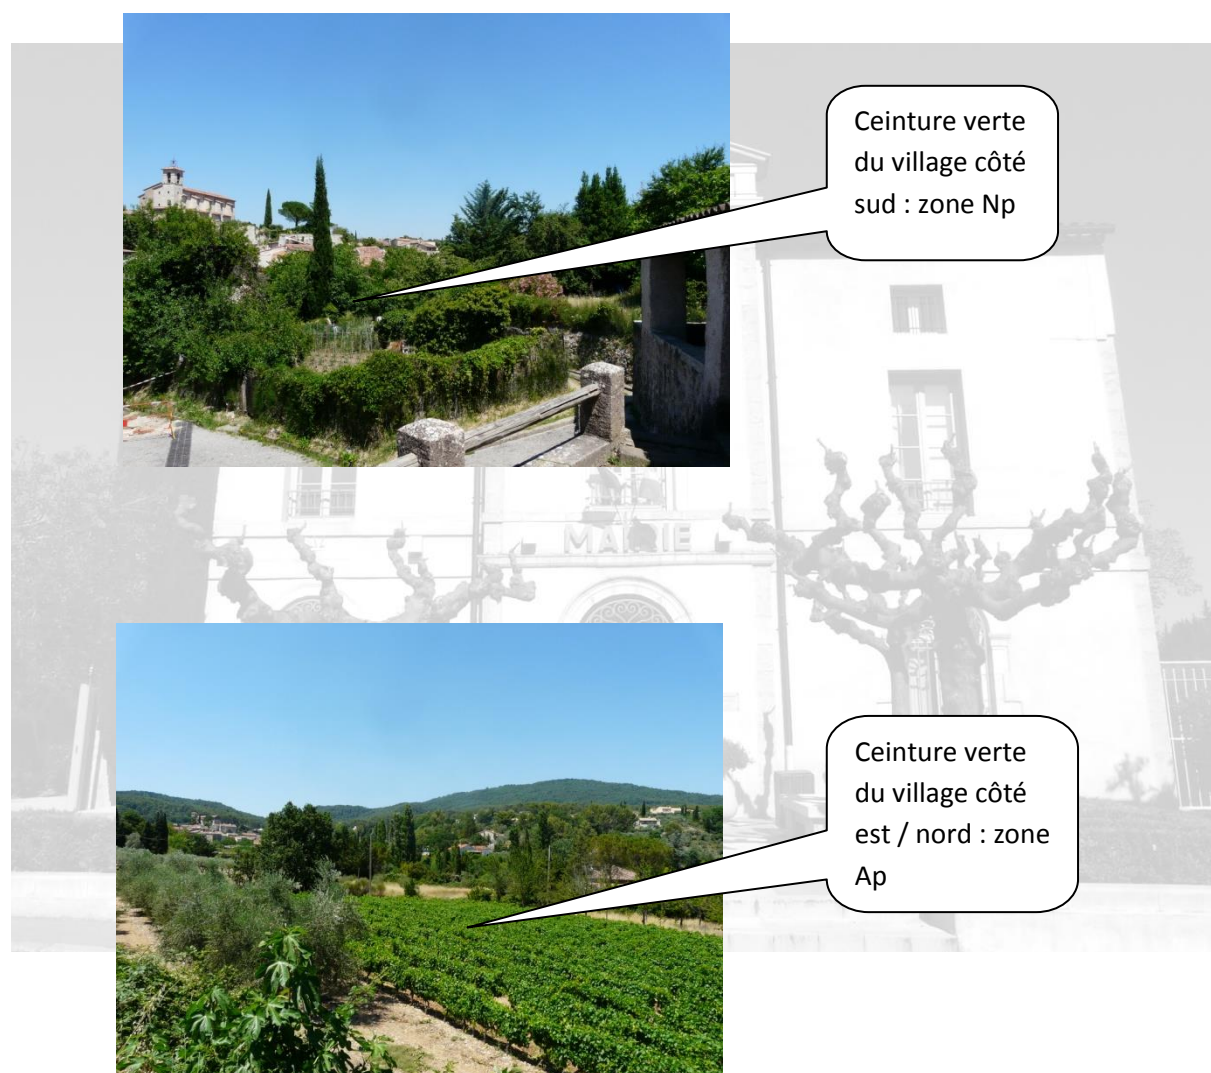 Ceinture verte
du village côté
sud : zone Np
MAIRIE
Ceinture verte
du village côté
est / nord : zone
Ap